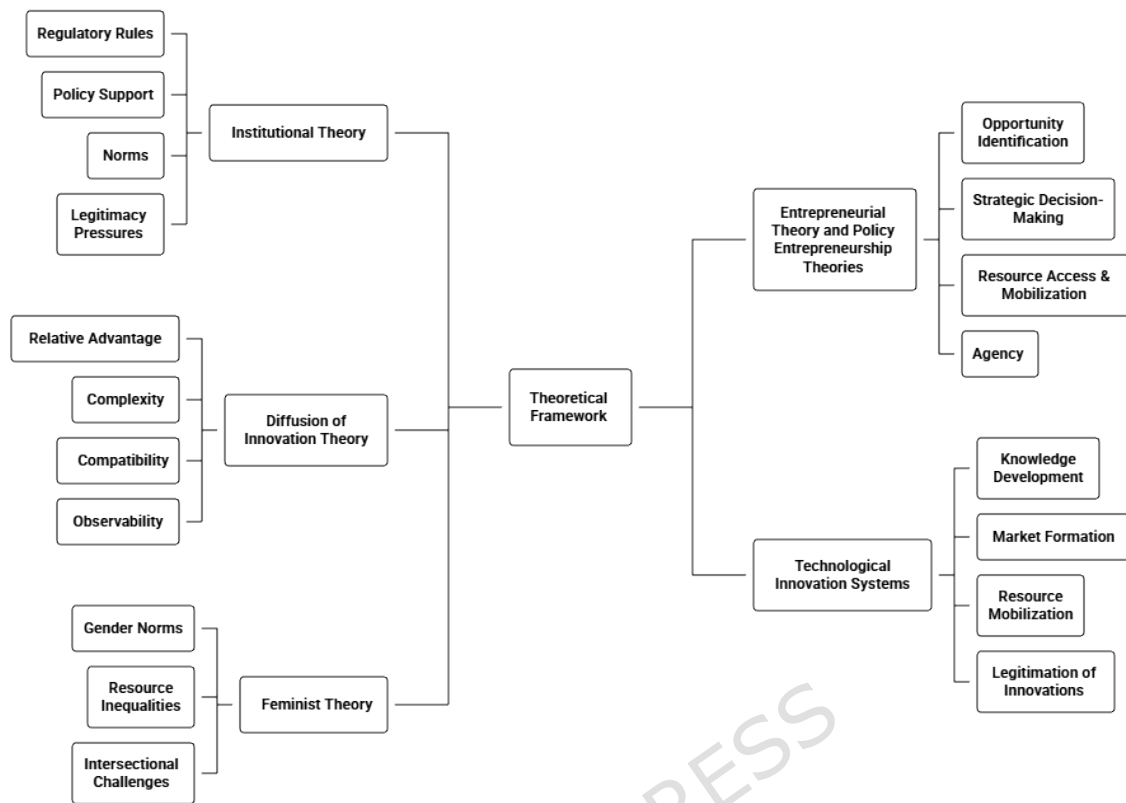 Regulatory Rules
Policy Support
Norms
Legitimacy
Pressures
Institutional Theory
Relative Advantage
Complexity
Compatibility
Observability
Diffusion of
Innovation Theory
Gender Norms
Resource
Inequalities
Intersectional
Challenges
Feminist Theory
Theoretical
Framework
Entrepreneurial
Theory and Policy
Entrepreneurship
Theories
Opportunity
Identification
Strategic Decision-
Making
Resource Access &
Mobilization
Agency
Technological
Innovation Systems
Knowledge
Development
Market Formation
Resource
Mobilization
Legitimation of
Innovations
RESS